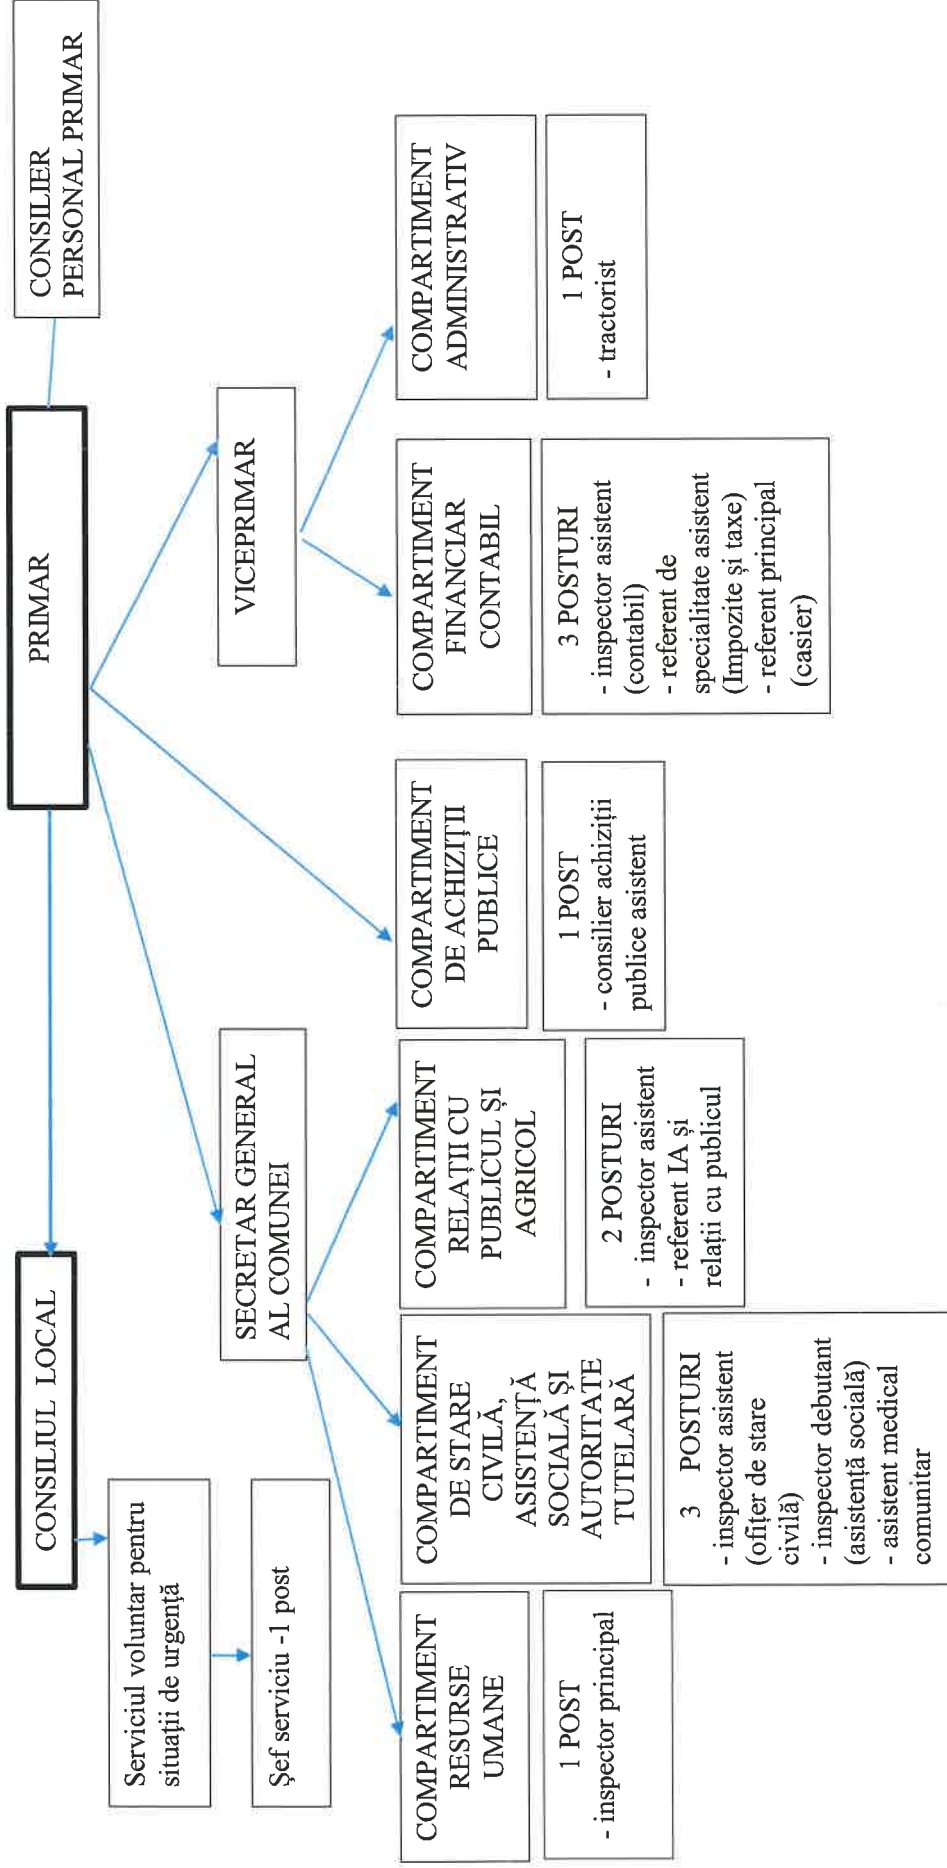 CONSILIUL LOCAL
PRIMAR
CONSILIER
PERSONAL PRIMAR
Serviciul voluntar pentru
situații de urgență
Șef serviciu -1 post
SECRETAR GENERAL
AL COMUNEI
VICEPRIMAR
COMPARTIMENT
RESURSE
UMANE
1 POST
- inspector principal
COMPARTIMENT
DE STARE
CIVILĂ,
ASISTENȚĂ
SOCIALĂ ȘI
AUTORITATE
TUTELARĂ
3 POSTURI
- inspector asistent
(ofițer de stare
civilă)
- inspector debutant
(asistență socială)
- asistent medical
comunitar
COMPARTIMENT
RELAȚII CU
PUBLICUL ȘI
AGRICOL
2 POSTURI
- inspector asistent
- referent IA și
relații cu publicul
COMPARTIMENT
DE ACHIZIȚII
PUBLICE
1 POST
- consilier achiziții
publice asistent
COMPARTIMENT
FINANCIAR
CONTABIL
3 POSTURI
- inspector asistent
(contabil)
- referent de
specialitate asistent
(Impozite și taxe)
- referent principal
(casier)
COMPARTIMENT
ADMINISTRATIV
1 POST
- tractorist